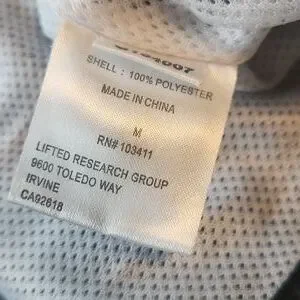 SHELL : 100% POLYESTER
MADE IN CHINA
M
RN# 103411
LIFTED RESEARCH GROUP
9600 TOLEDO WAY
IRVINE
CA92618